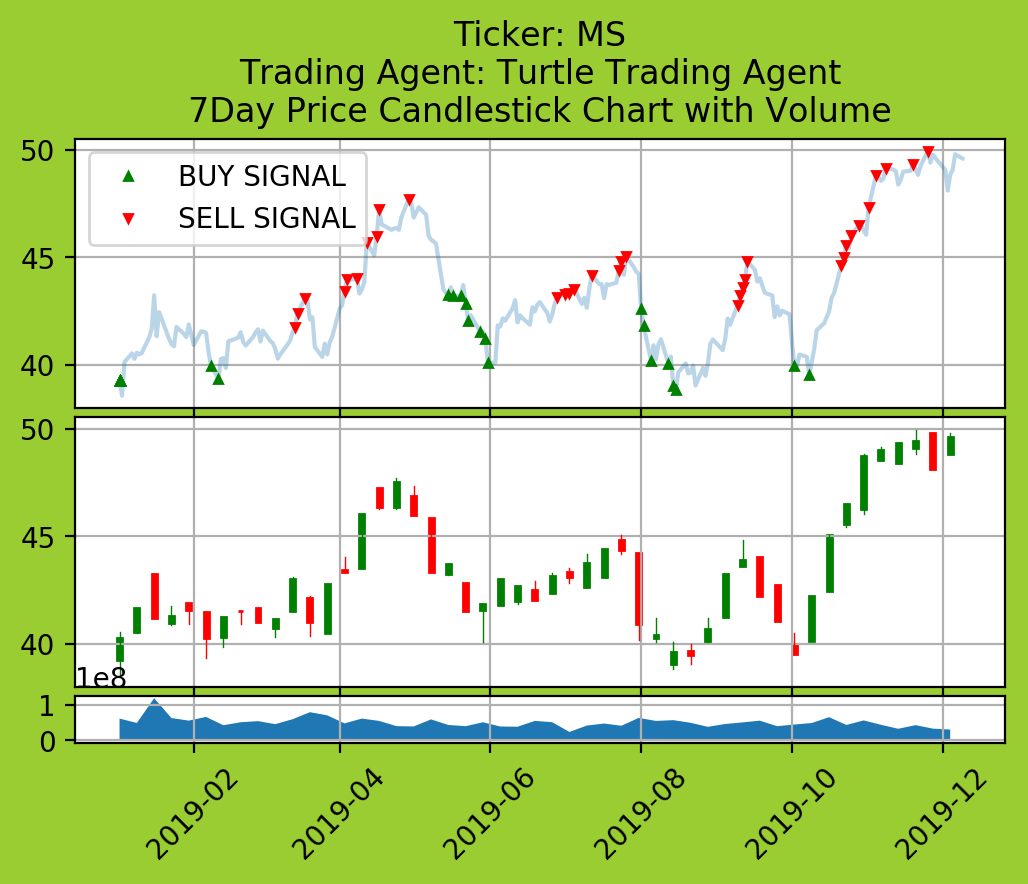 Ticker: MS
Trading Agent: Turtle Trading Agent
7Day Price Candlestick Chart with Volume
50
45
40
BUY SIGNAL
SELL SIGNAL
50
45
40
1e8
1
0
2019-02
2019-04
2019-06
2019-08
2019-10
2019-12